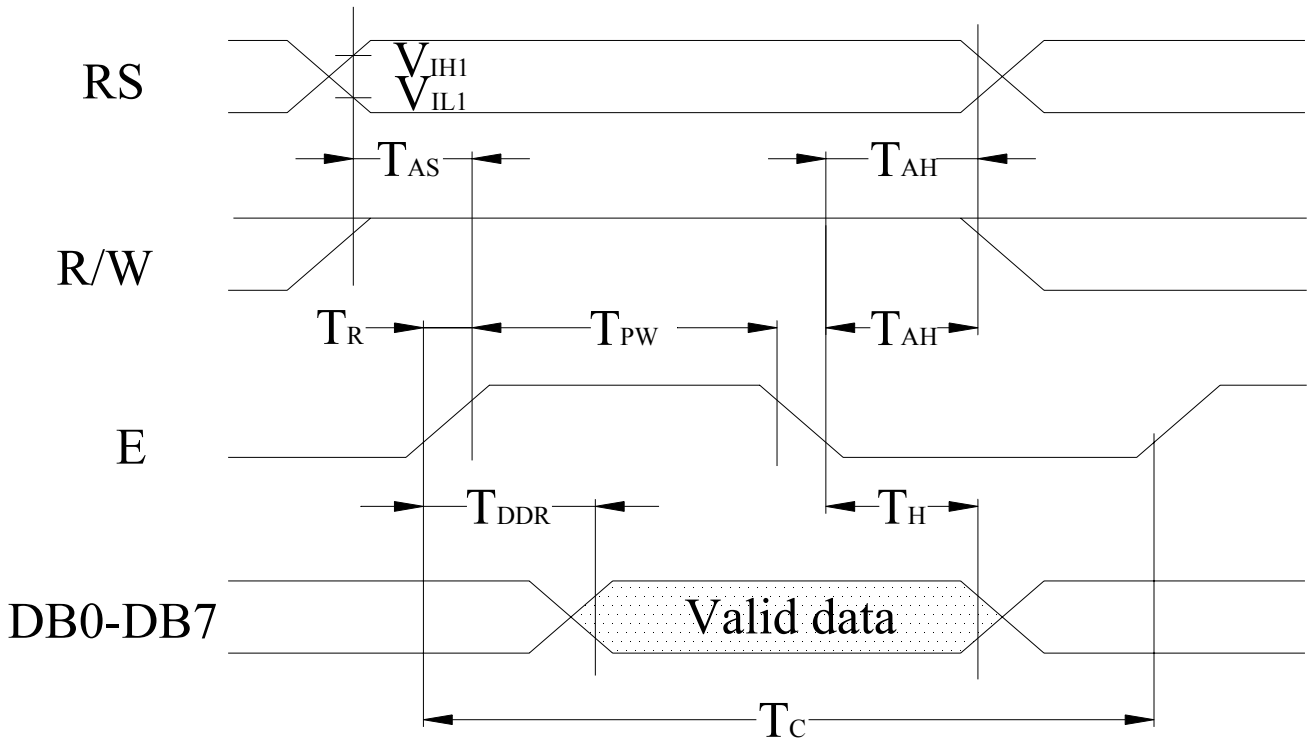 RS
VIH1
VIL1
TAS
TAH
R/W
TR
TPW
TAH
E
TDDR
TH
DB0-DB7
Valid data
TC